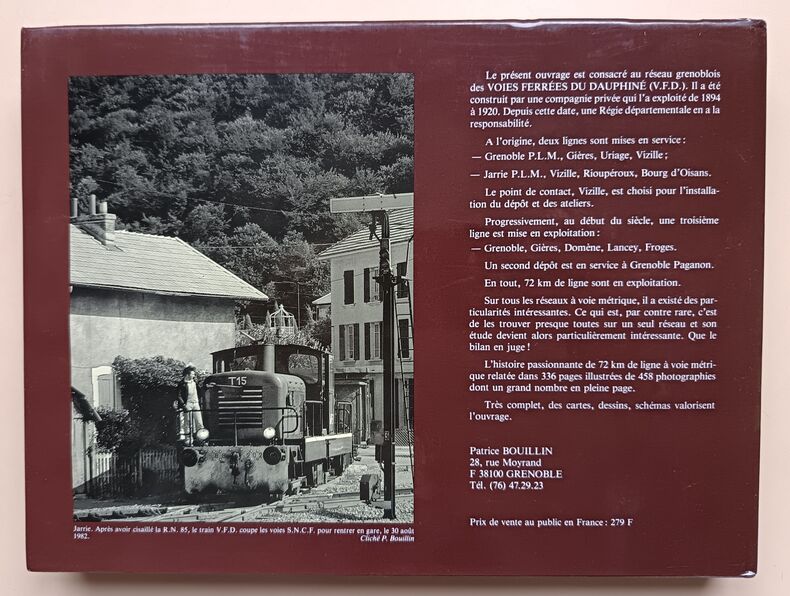 Le présent ouvrage est consacré au réseau grenoblois
des VOIES FERRÉES DU DAUPHINÉ (V.F.D.). Il a été
construit par une compagnie privée qui l'a exploité de 1894
à 1920. Depuis cette date, une Régie départementale en a la
responsabilité.
A l'origine, deux lignes sont mises en service :
— Grenoble P.L.M., Gières, Uriage, Vizille ;
— Jarrie P.L.M., Vizille, Rioupéroux, Bourg d'Oisans.
Le point de contact, Vizille, est choisi pour l'installa-
tion du dépôt et des ateliers.
Progressivement, au début du siècle, une troisième
ligne est mise en exploitation :
— Grenoble, Gières, Domène, Lancey, Froges.
Un second dépôt est en service à Grenoble Paganon.
En tout, 72 km de ligne sont en exploitation.
Sur tous les réseaux à voie métrique, il a existé des par-
ticularités intéressantes. Ce qui est, par contre rare, c'est
de les trouver presque toutes sur un seul réseau et son
étude devient alors particulièrement intéressante. Que le
bilan en juge !
L'histoire passionnante de 72 km de ligne à voie métri-
que relatée dans 336 pages illustrées de 458 photographies
dont un grand nombre en pleine page.
Très complet, des cartes, dessins, schémas valorisent
l'ouvrage.
Patrice BOUILLIN
28, rue Moyrand
F 38100 GRENOBLE
Tél. (76) 47.29.23
Prix de vente au public en France : 279 F
T 15
Jarrie. Après avoir cisaillé la R.N. 85, le train V.F.D. coupe les voies S.N.C.F. pour rentrer en gare, le 30 août
1982.
Cliché P. Bouillin